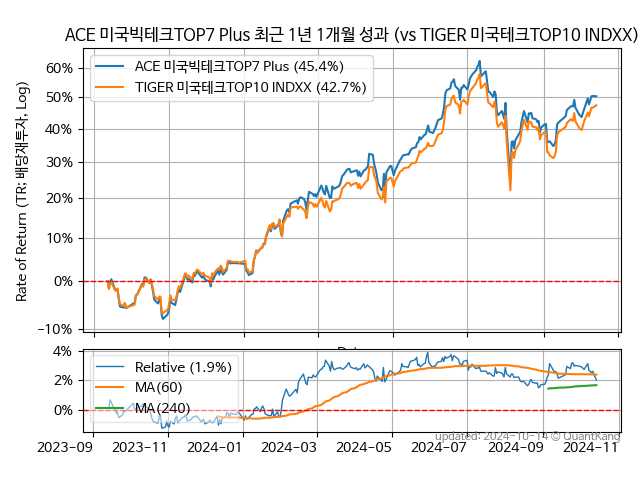 ACE 미국빅테크TOP7 Plus 최근 1년 1개월 성과 (vs TIGER 미국테크TOP10 INDXX)
Rate of Return (TR: 배당재투자, Log)
60%
50%
40%
30%
20%
10%
0%
−10%
ACE 미국빅테크TOP7 Plus (45.4%)
TIGER 미국테크TOP10 INDXX (42.7%)
4%
2%
0%
Relative (1.9%)
MA(60)
MA(240)
updated: 2024-10-14 © QuantKang
2023-09 2023-11 2024-01 2024-03 2024-05 2024-07 2024-09 2024-11